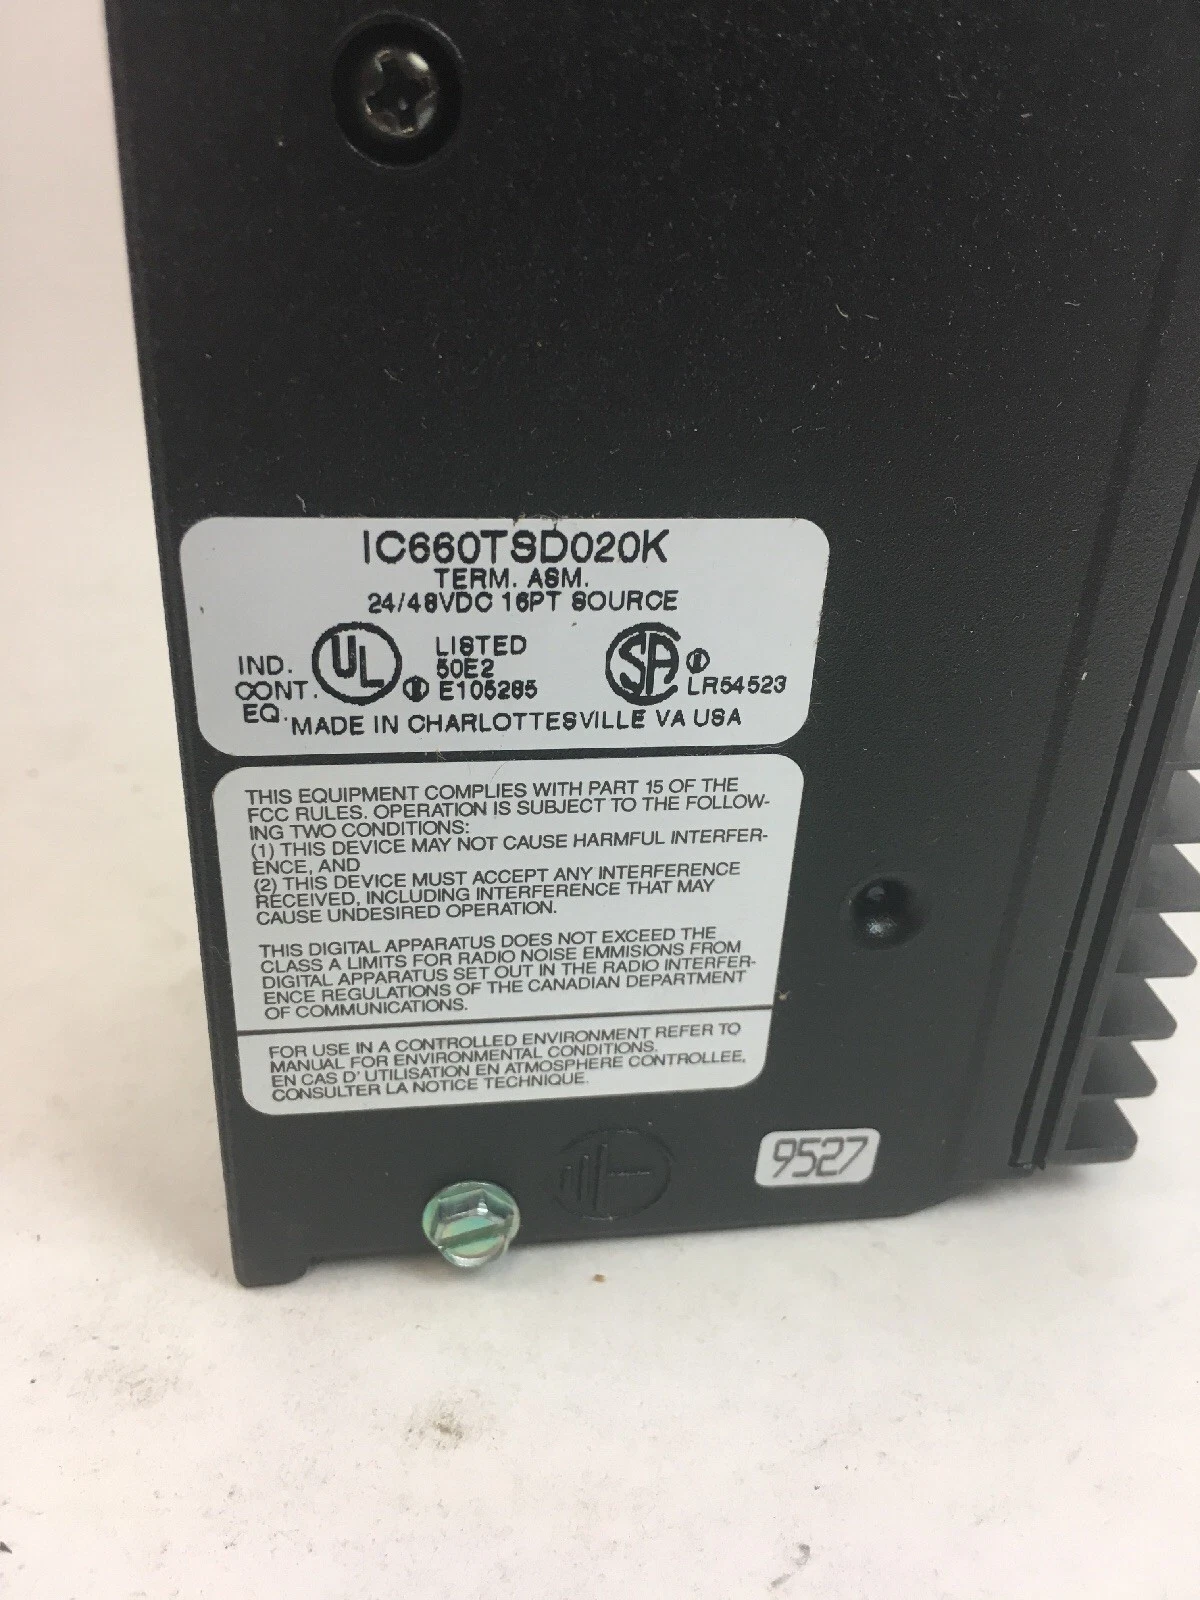 IC660TSD020K
TERM. ASM.
24/48VDC 16PT SOURCE
IND.
CONT.
EQ.
UL
LISTED
50E2
E105285
SA
LR54523
MADE IN CHARLOTTESVILLE VA USA
THIS EQUIPMENT COMPLIES WITH PART 15 OF THE
FCC RULES. OPERATION IS SUBJECT TO THE FOLLOW-
ING TWO CONDITIONS:
(1) THIS DEVICE MAY NOT CAUSE HARMFUL INTERFER-
ENCE, AND
(2) THIS DEVICE MUST ACCEPT ANY INTERFERENCE
RECEIVED, INCLUDING INTERFERENCE THAT MAY
CAUSE UNDESIRED OPERATION.
THIS DIGITAL APPARATUS DOES NOT EXCEED THE
CLASS A LIMITS FOR RADIO NOISE EMMISIONS FROM
DIGITAL APPARATUS SET OUT IN THE RADIO INTERFER-
ENCE REGULATIONS OF THE CANADIAN DEPARTMENT
OF COMMUNICATIONS.
FOR USE IN A CONTROLLED ENVIRONMENT REFER TO
MANUAL FOR ENVIRONMENTAL CONDITIONS.
EN CAS D'UTILISATION EN ATMOSPHERE CONTROLLEE,
CONSULTER LA NOTICE TECHNIQUE.
9527